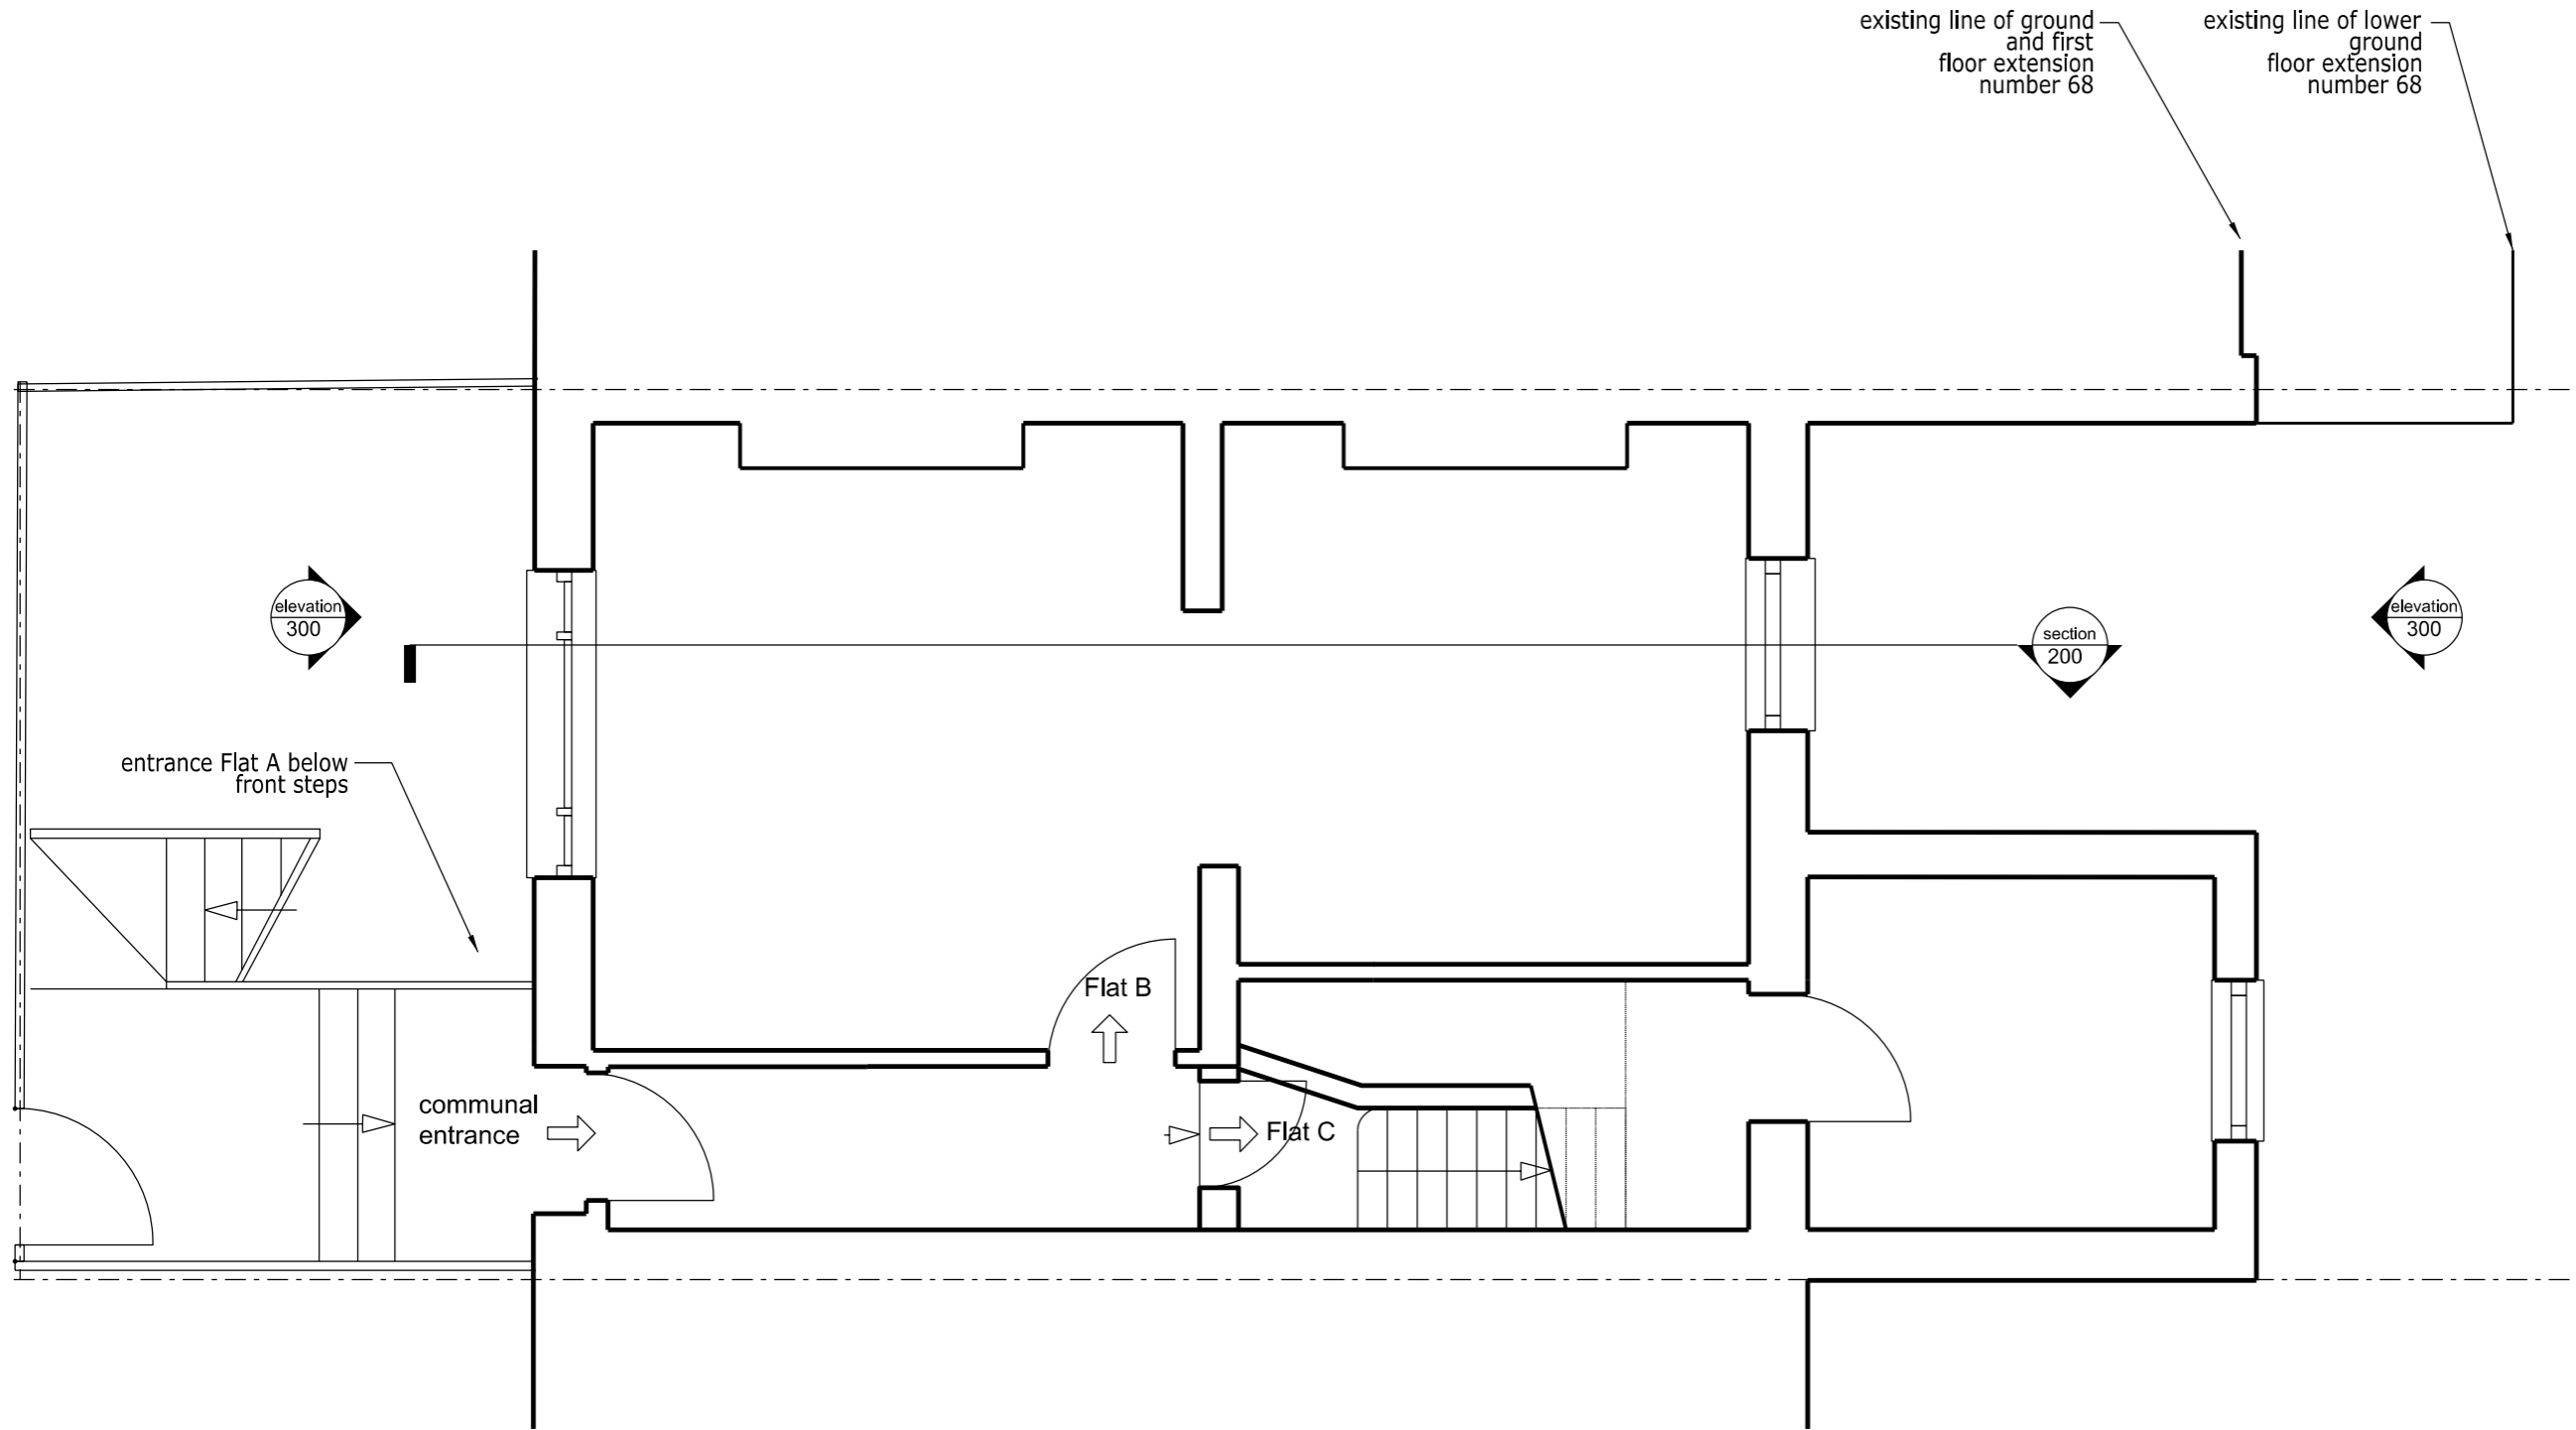 existing line of ground
and first
floor extension
number 68
existing line of lower
ground
floor extension
number 68
elevation
300
section
200
elevation
300
entrance Flat A below
front steps
Flat B
communal
entrance
Flat C